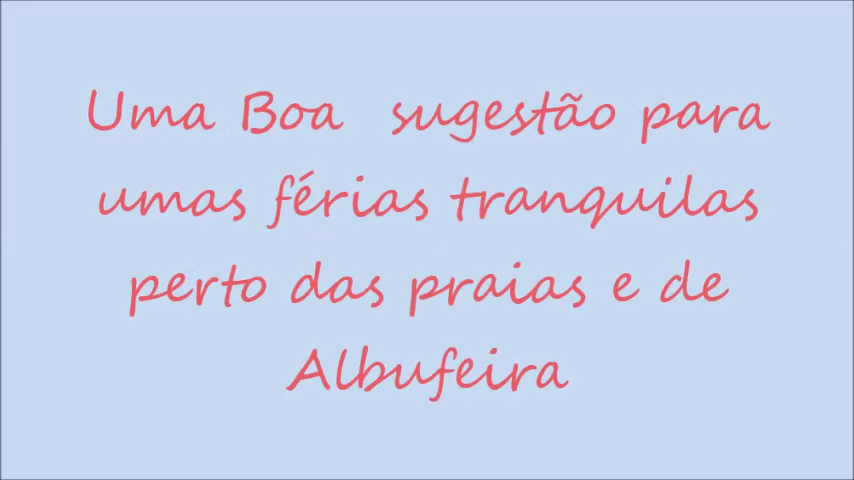 Uma Boa sugestão para
umas férias tranquilas
perto das praias e de
Albufeira